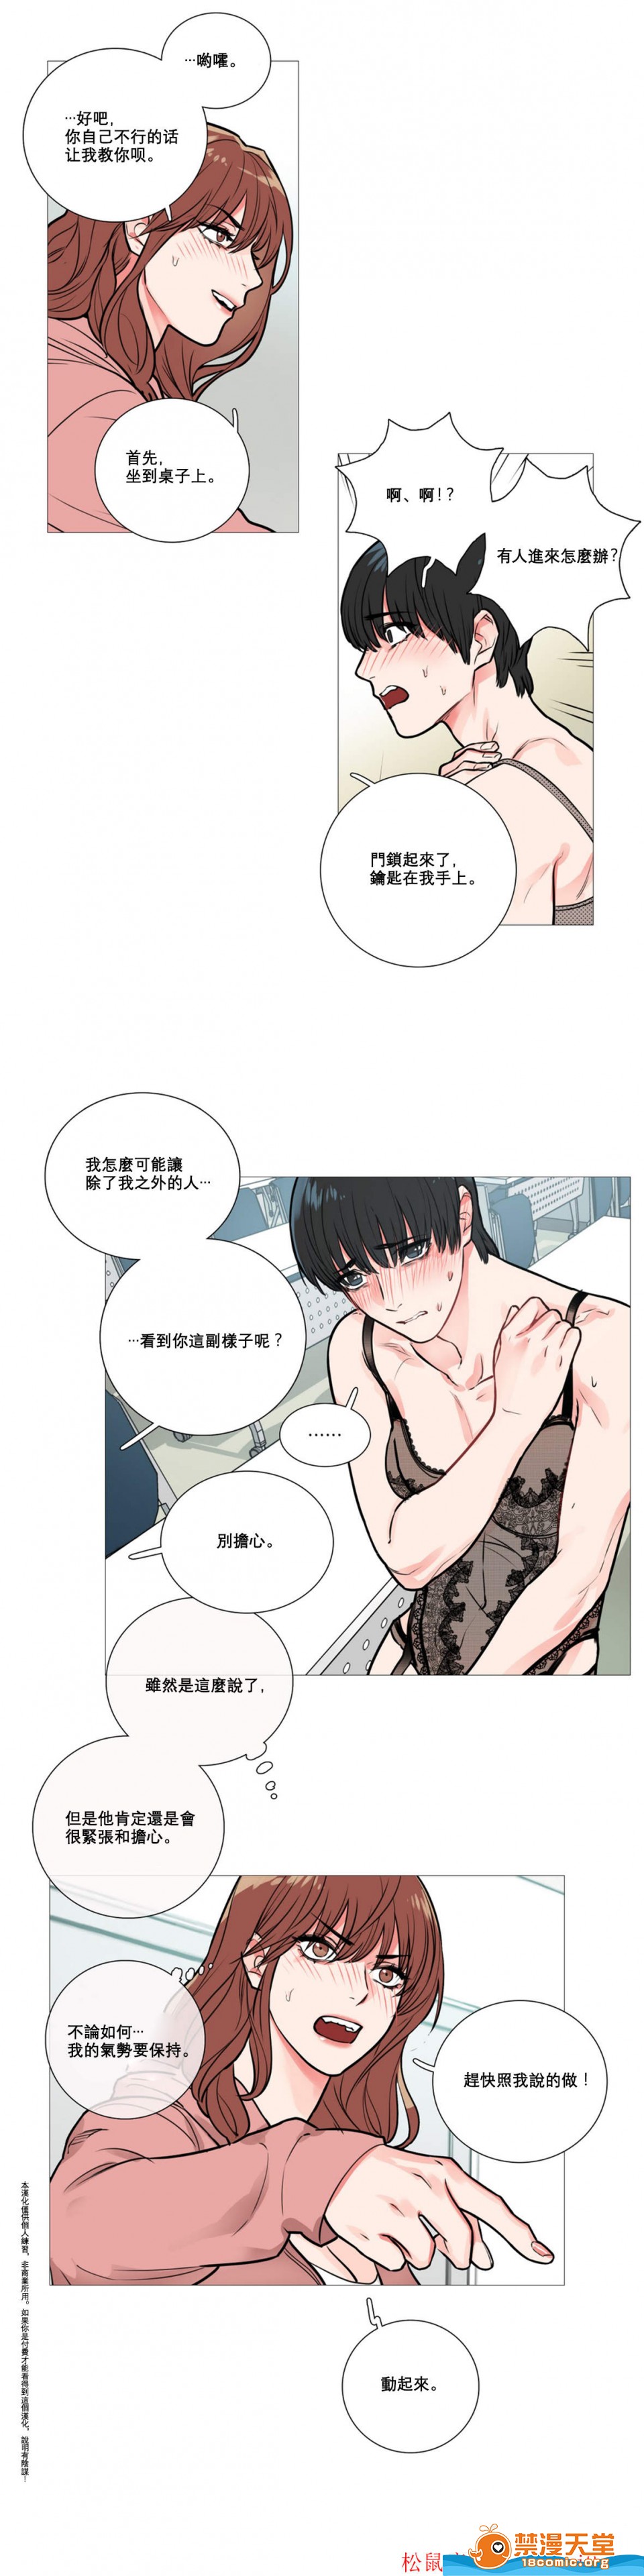 …喲嚯。
…好吧，
你自己不行的话
让我教你呗。
首先，
坐到桌子上。
啊、啊!?
有人進來怎麼辦?
門鎖起來了，
鑰匙在我手上。
我怎麼可能讓
除了我之外的人…
…看到你這副樣子呢？
……
別擔心。
雖然是這麼說了，
但是他肯定還是會
很緊張和擔心。
不論如何…
我的氣勢要保持。
趕快照我說的做！
本漢化僅供個人練習，非商業所用。如果你是付費才能看得到這個漢化，說明有陰謀！
動起來。
松鼠
禁漫天堂
18comic.org